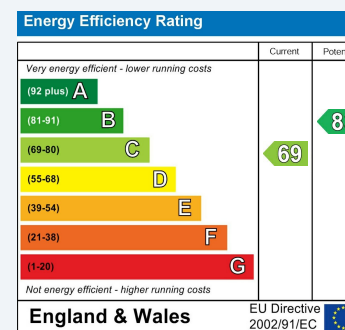 Energy Efficiency Rating
Current
Very energy efficient - lower running costs
(92 plus) A
(81-91) B
(69-80) C
69
(55-68) D
(39-54) E
(21-38) F
(1-20) G
Not energy efficient - higher running costs
England & Wales
EU Directive
2002/91/EC